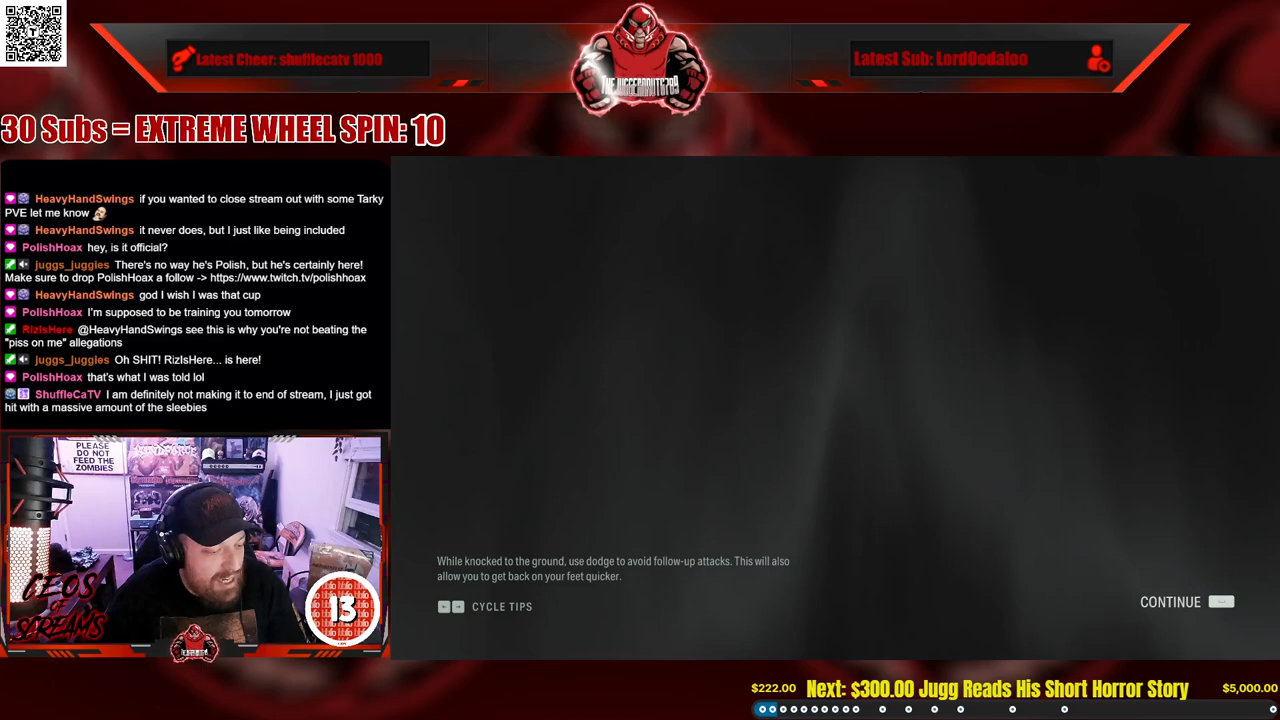 Latest Cheer: shufflecatv 1000
THEJUGGERNAUT6789
Latest Sub: LordOodaloo
30 Subs = EXTREME WHEEL SPIN: 10
HeavyHandSwIngs if you wanted to close stream out with some Tarky
PVE let me know
HeavyHandSwIngs it never does, but I just like being included
PolishHoax hey, is it official?
juggs_juggles There's no way he's Polish, but he's certainly here!
Make sure to drop PolishHoax a follow -> https://www.twitch.tv/polishhoax
HeavyHandSwIngs god I wish I was that cup
PolishHoax I'm supposed to be training you tomorrow
RizIsHere @HeavyHandSwings see this is why you're not beating the
"piss on me" allegations
juggs_juggles Oh SHIT! RizIsHere... is here!
PolishHoax that's what I was told lol
ShuffleCaTV I am definitely not making it to end of stream, I just got
hit with a massive amount of the sleebies
PLEASE
DO NOT
FEED THE
ZOMBIES
CEOS
OF
SCREAMS
13
While knocked to the ground, use dodge to avoid follow-up attacks. This will also
allow you to get back on your feet quicker.
CYCLE TIPS
CONTINUE
$222.00 Next: $300.00 Jugg Reads His Short Horror Story $5,000.00